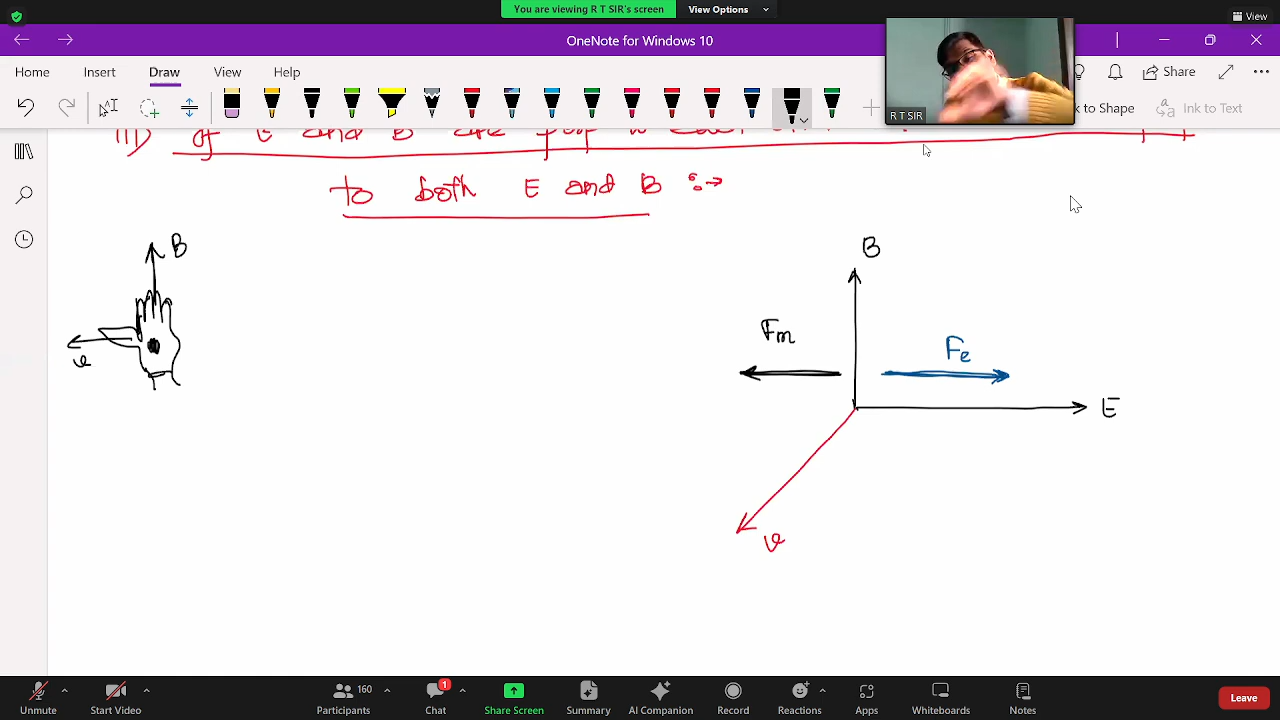 You are viewing R T SIR's screen
View Options
View
OneNote for Windows 10
Home Insert Draw View Help
Share
to Shape
Ink to Text
R T SIR
to both E and B :→
B
v
B
Fm
Fe
E
v
Unmute
Start Video
160
Participants
1
Chat
Share Screen
Summary
AI Companion
Record
Reactions
Apps
Whiteboards
Notes
Leave